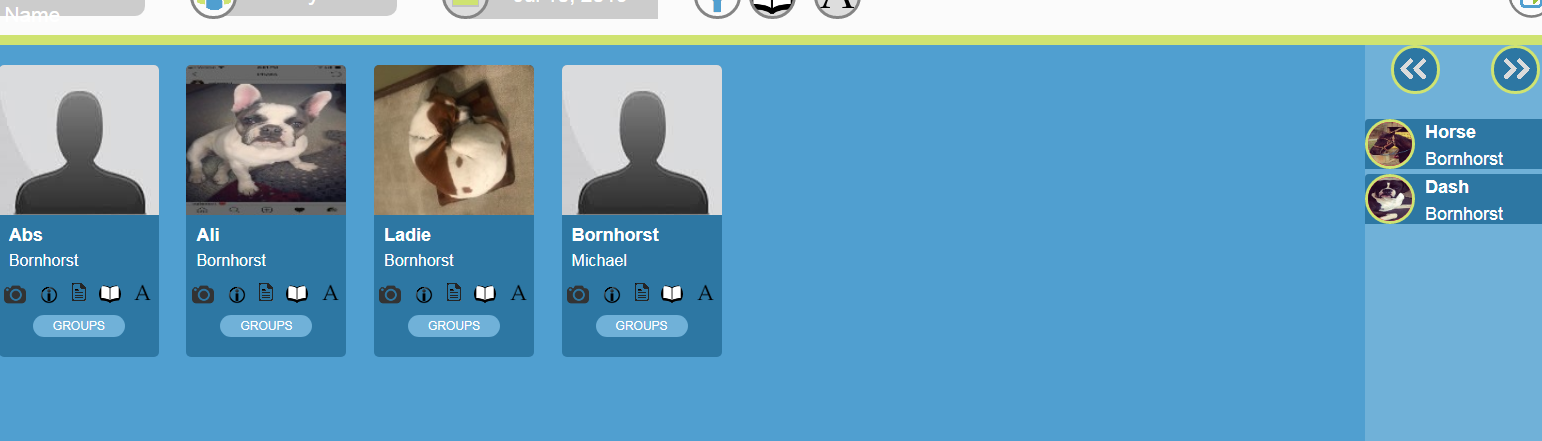 Name
A
Abs
Bornhorst
A
GROUPS
Ali
Bornhorst
A
GROUPS
Ladie
Bornhorst
A
GROUPS
Bornhorst
Michael
A
GROUPS
Horse
Bornhorst
Dash
Bornhorst